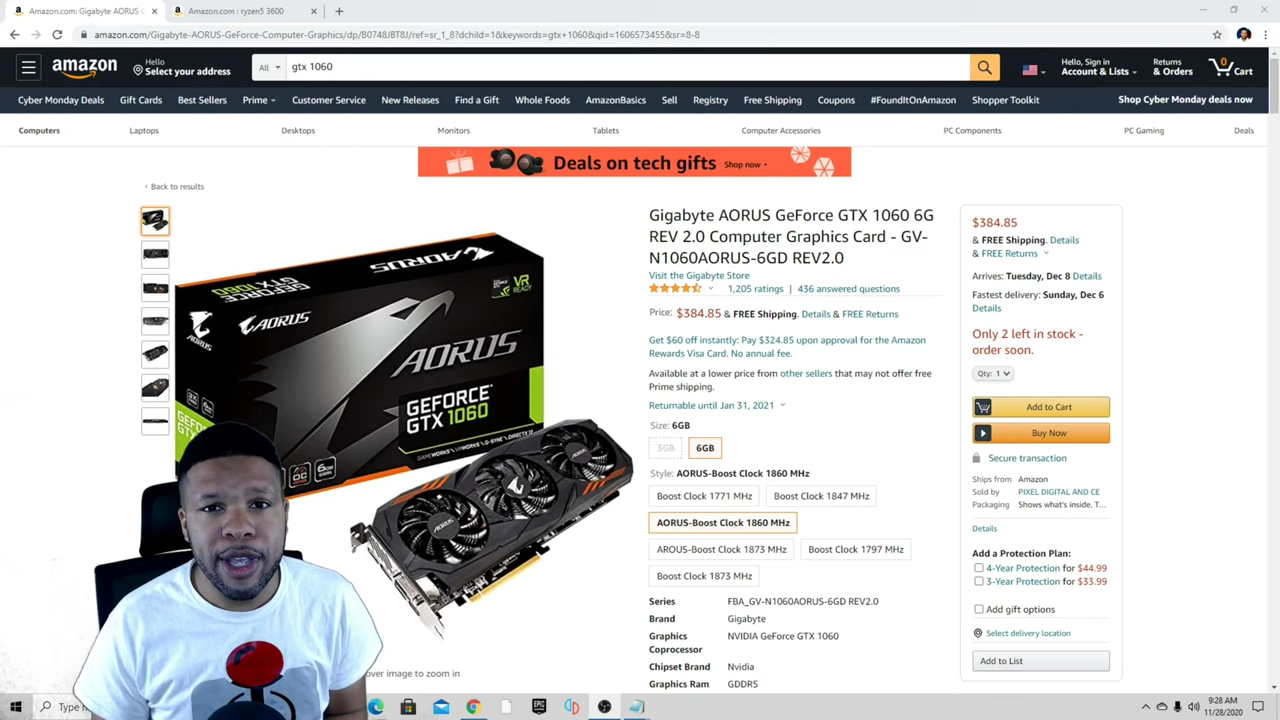 Amazon.com: Gigabyte AORUS G
Amazon.com : ryzen5 3600
amazon.com/Gigabyte-AORUS-GeForce-Computer-Graphics/dp/B0748JBT8J/ref=sr_1_8?dchild=1&keywords=gtx+1060&qid=1606573455&sr=8-8
amazon
Hello
Select your address
All
gtx 1060
Hello, Sign in
Account & Lists
Returns
& Orders
0
Cart
Cyber Monday Deals Gift Cards Best Sellers Prime Customer Service New Releases Find a Gift Whole Foods AmazonBasics Sell Registry Free Shipping Coupons #FoundItOnAmazon Shopper Toolkit Shop Cyber Monday deals now
Computers Laptops Desktops Monitors Tablets Computer Accessories PC Components PC Gaming Deals
Deals on tech gifts Shop now
‹ Back to results
AORUS
AORUS
AORUS
VR
READY
GEFORCE
GTX 1060
OC
6GB
AORUS
Gigabyte AORUS GeForce GTX 1060 6G
REV 2.0 Computer Graphics Card - GV-
N1060AORUS-6GD REV2.0
Visit the Gigabyte Store
1,205 ratings | 436 answered questions
Price: $384.85 & FREE Shipping. Details & FREE Returns
Get $60 off instantly: Pay $324.85 upon approval for the Amazon
Rewards Visa Card. No annual fee.
Available at a lower price from other sellers that may not offer free
Prime shipping.
Returnable until Jan 31, 2021
Size: 6GB
3GB 6GB
Style: AORUS-Boost Clock 1860 MHz
Boost Clock 1771 MHz Boost Clock 1847 MHz
AORUS-Boost Clock 1860 MHz
AROUS-Boost Clock 1873 MHz Boost Clock 1797 MHz
Boost Clock 1873 MHz
Series FBA_GV-N1060AORUS-6GD REV2.0
Brand Gigabyte
Graphics NVIDIA GeForce GTX 1060
Coprocessor
Chipset Brand Nvidia
Graphics Ram GDDR5
over image to zoom in
$384.85
& FREE Shipping. Details
& FREE Returns
Arrives: Tuesday, Dec 8 Details
Fastest delivery: Sunday, Dec 6
Details
Only 2 left in stock -
order soon.
Qty: 1
Add to Cart
Buy Now
Secure transaction
Ships from Amazon
Sold by PIXEL DIGITAL AND CE
Packaging Shows what's inside. T...
Details
Add a Protection Plan:
4-Year Protection for $44.99
3-Year Protection for $33.99
Add gift options
Select delivery location
Add to List
Type
EPIC
9:28 AM
11/28/2020